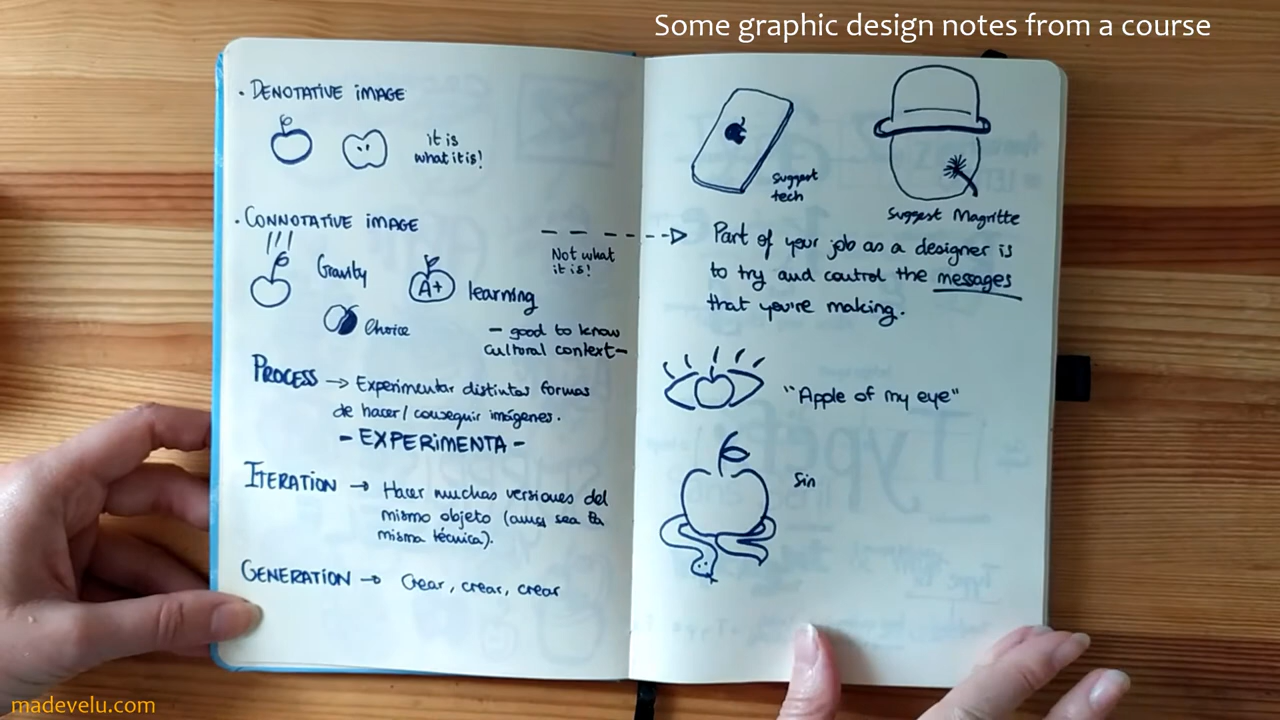 Some graphic design notes from a course
· DENOTATIVE IMAGE
it is
what it is!
· CONNOTATIVE IMAGE
Gravity
A+
learning
Choice
- good to know
cultural context -
Not what
it is!
PROCESS → Experimentar distintas formas
de hacer/conseguir imágenes.
- EXPERIMENTA -
ITERATION → Hacer muchas versiones del
mismo objeto (aunq sea
misma técnica).
GENERATION → Crear, crear, crear
Suggest
tech
Suggest Magritte
Part of your job as a designer is
to try and control the messages
that you're making.
"Apple of my eye"
Sin
madevelu.com